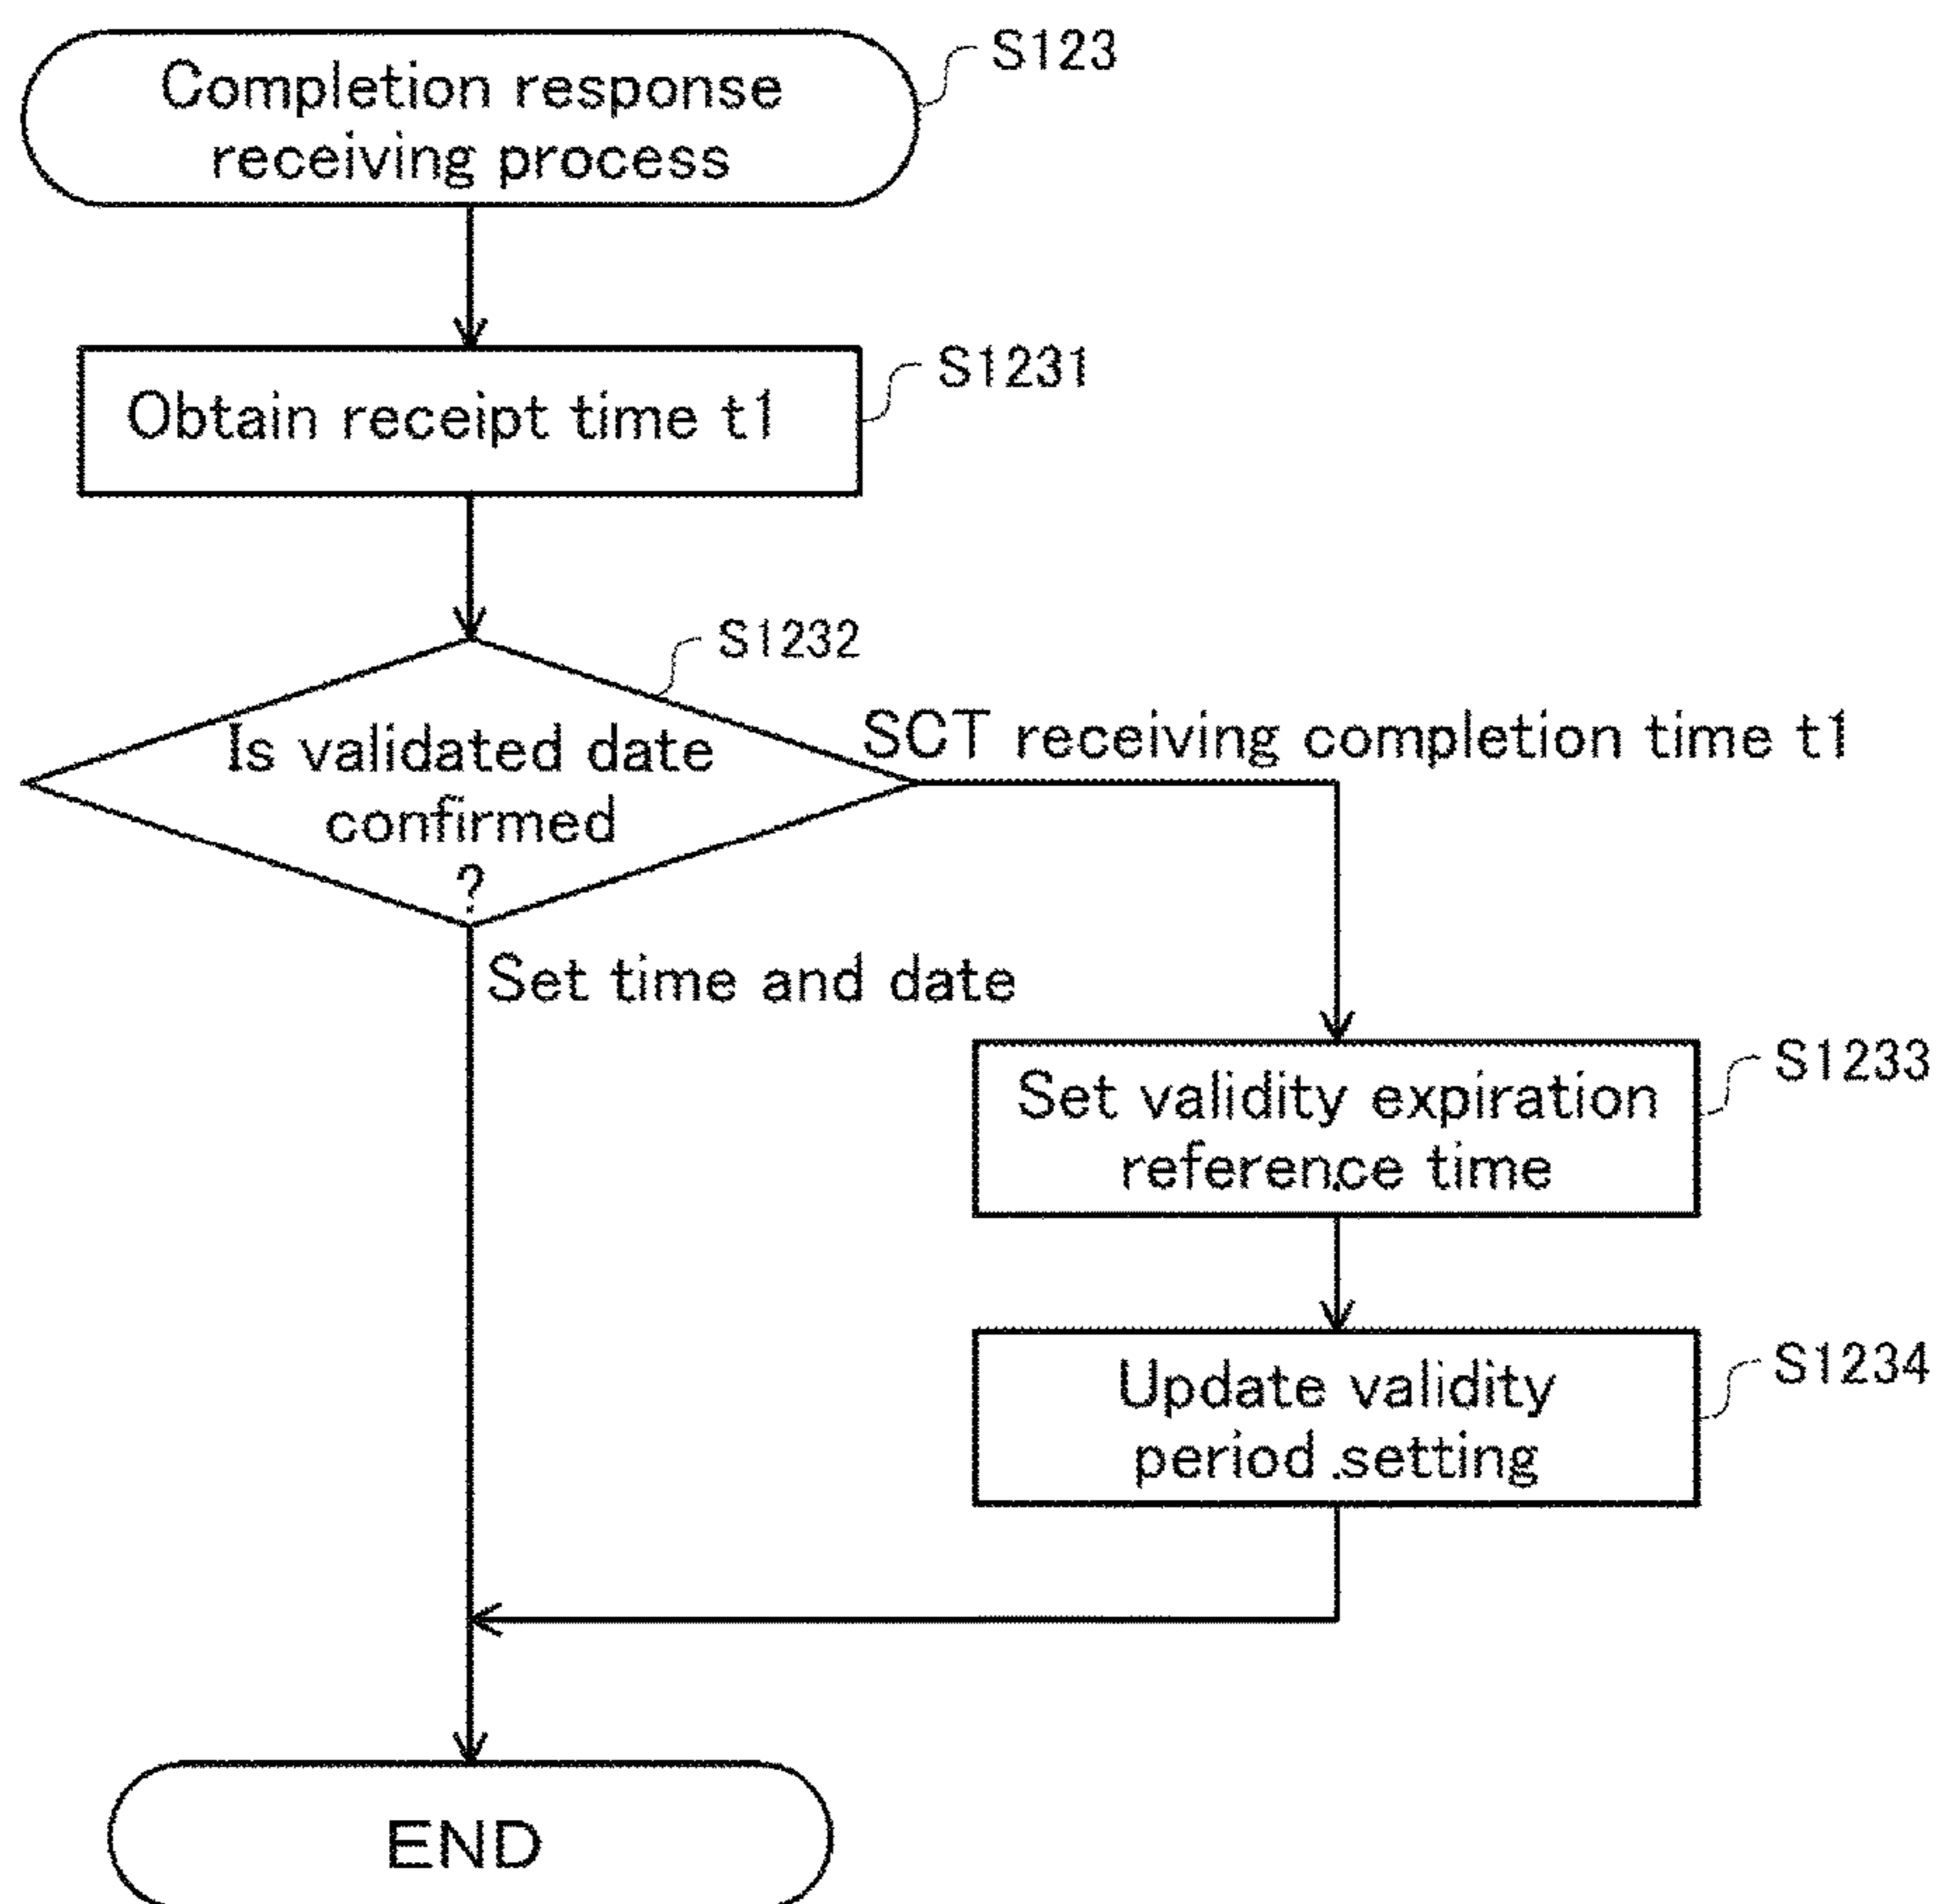 Completion response
receiving process
S123
Obtain receipt time t1
S1231
S1232
Is validated date
confirmed
?
SCT receiving completion time t1
Set time and date
Set validity expiration
reference time
S1233
Update validity
period setting
S1234
END